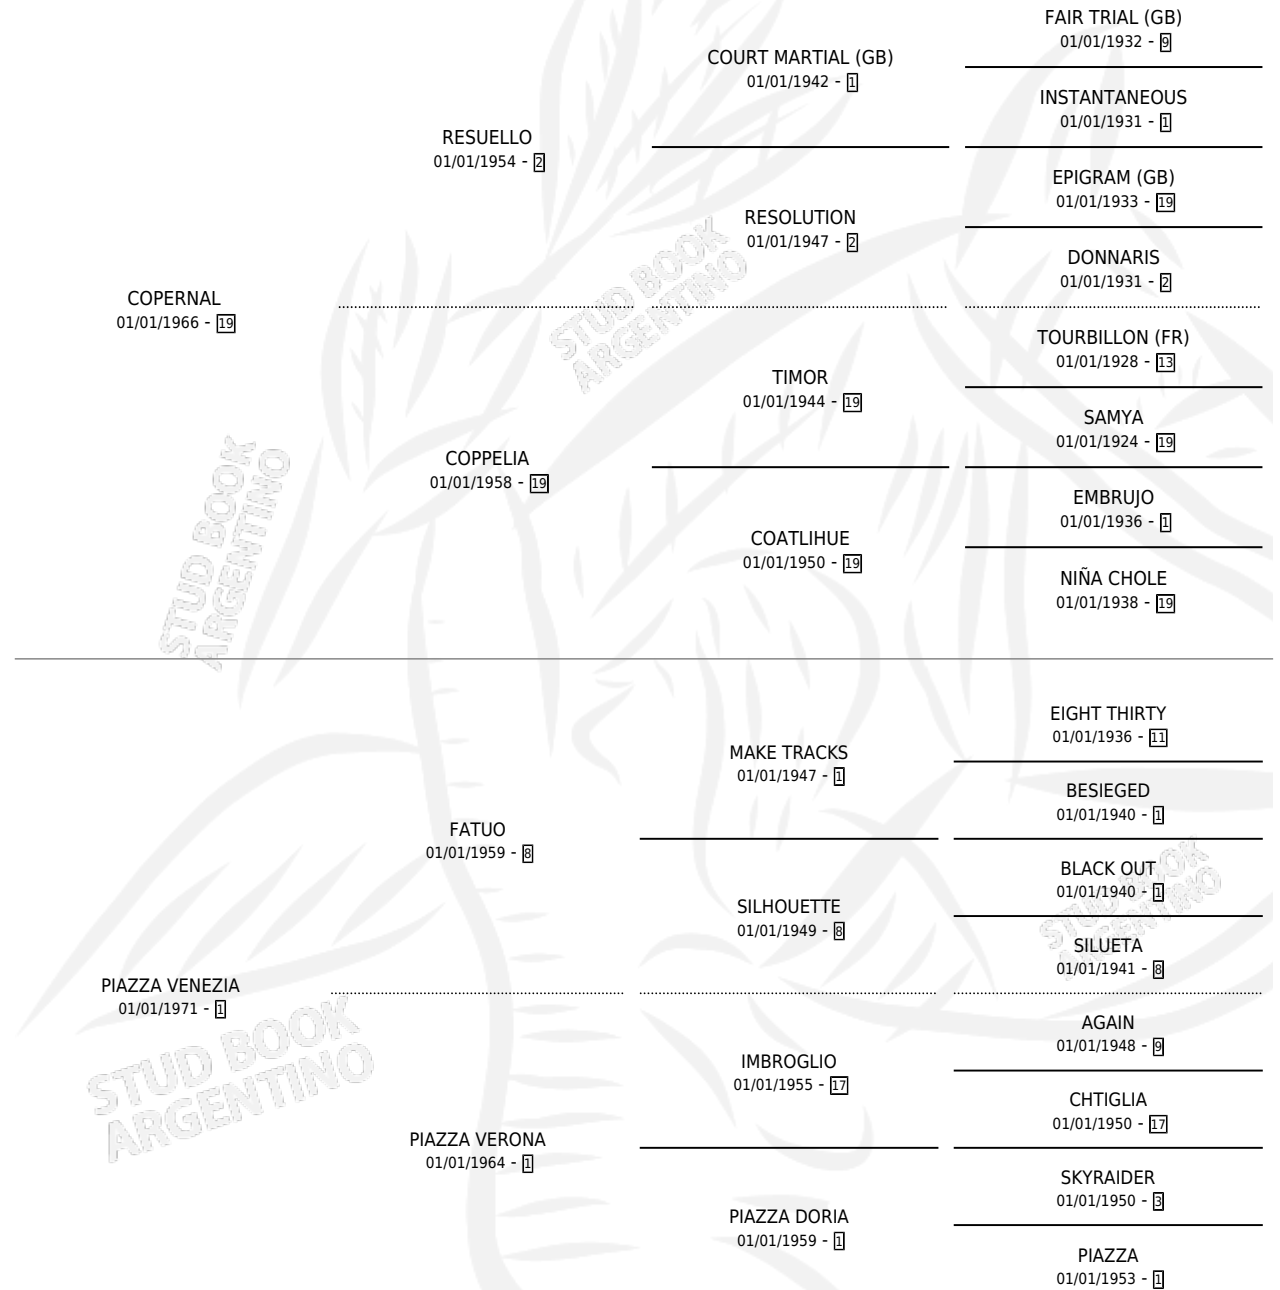 FAIR TRIAL (GB)
01/01/1932 - 9
COURT MARTIAL (GB)
01/01/1942 - 1
INSTANTANEOUS
01/01/1931 - 1
RESUELLO
01/01/1954 - 2
EPIGRAM (GB)
01/01/1933 - 19
RESOLUTION
01/01/1947 - 2
DONNARIS
01/01/1931 - 2
COPERNAL
01/01/1966 - 19
TOURBILLON (FR)
01/01/1928 - 13
TIMOR
01/01/1944 - 19
SAMYA
01/01/1924 - 19
COPPELIA
01/01/1958 - 19
EMBRUJO
01/01/1936 - 1
COATLIHUE
01/01/1950 - 19
NIÑA CHOLE
01/01/1938 - 19
EIGHT THIRTY
01/01/1936 - 11
MAKE TRACKS
01/01/1947 - 1
BESIEGED
01/01/1940 - 1
FATUO
01/01/1959 - 8
BLACK OUT
01/01/1940 - 1
SILHOUETTE
01/01/1949 - 8
SILUETA
01/01/1941 - 8
PIAZZA VENEZIA
01/01/1971 - 1
AGAIN
01/01/1948 - 9
IMBROGLIO
01/01/1955 - 17
CHTIGLIA
01/01/1950 - 17
PIAZZA VERONA
01/01/1964 - 1
SKYRAIDER
01/01/1950 - 3
PIAZZA DORIA
01/01/1959 - 1
PIAZZA
01/01/1953 - 1
STUD BOOK
ARGENTINO
STUD BOOK
ARGENTINO
STUD BOOK
ARGENTINO
STUD BOOK
ARGENTINO